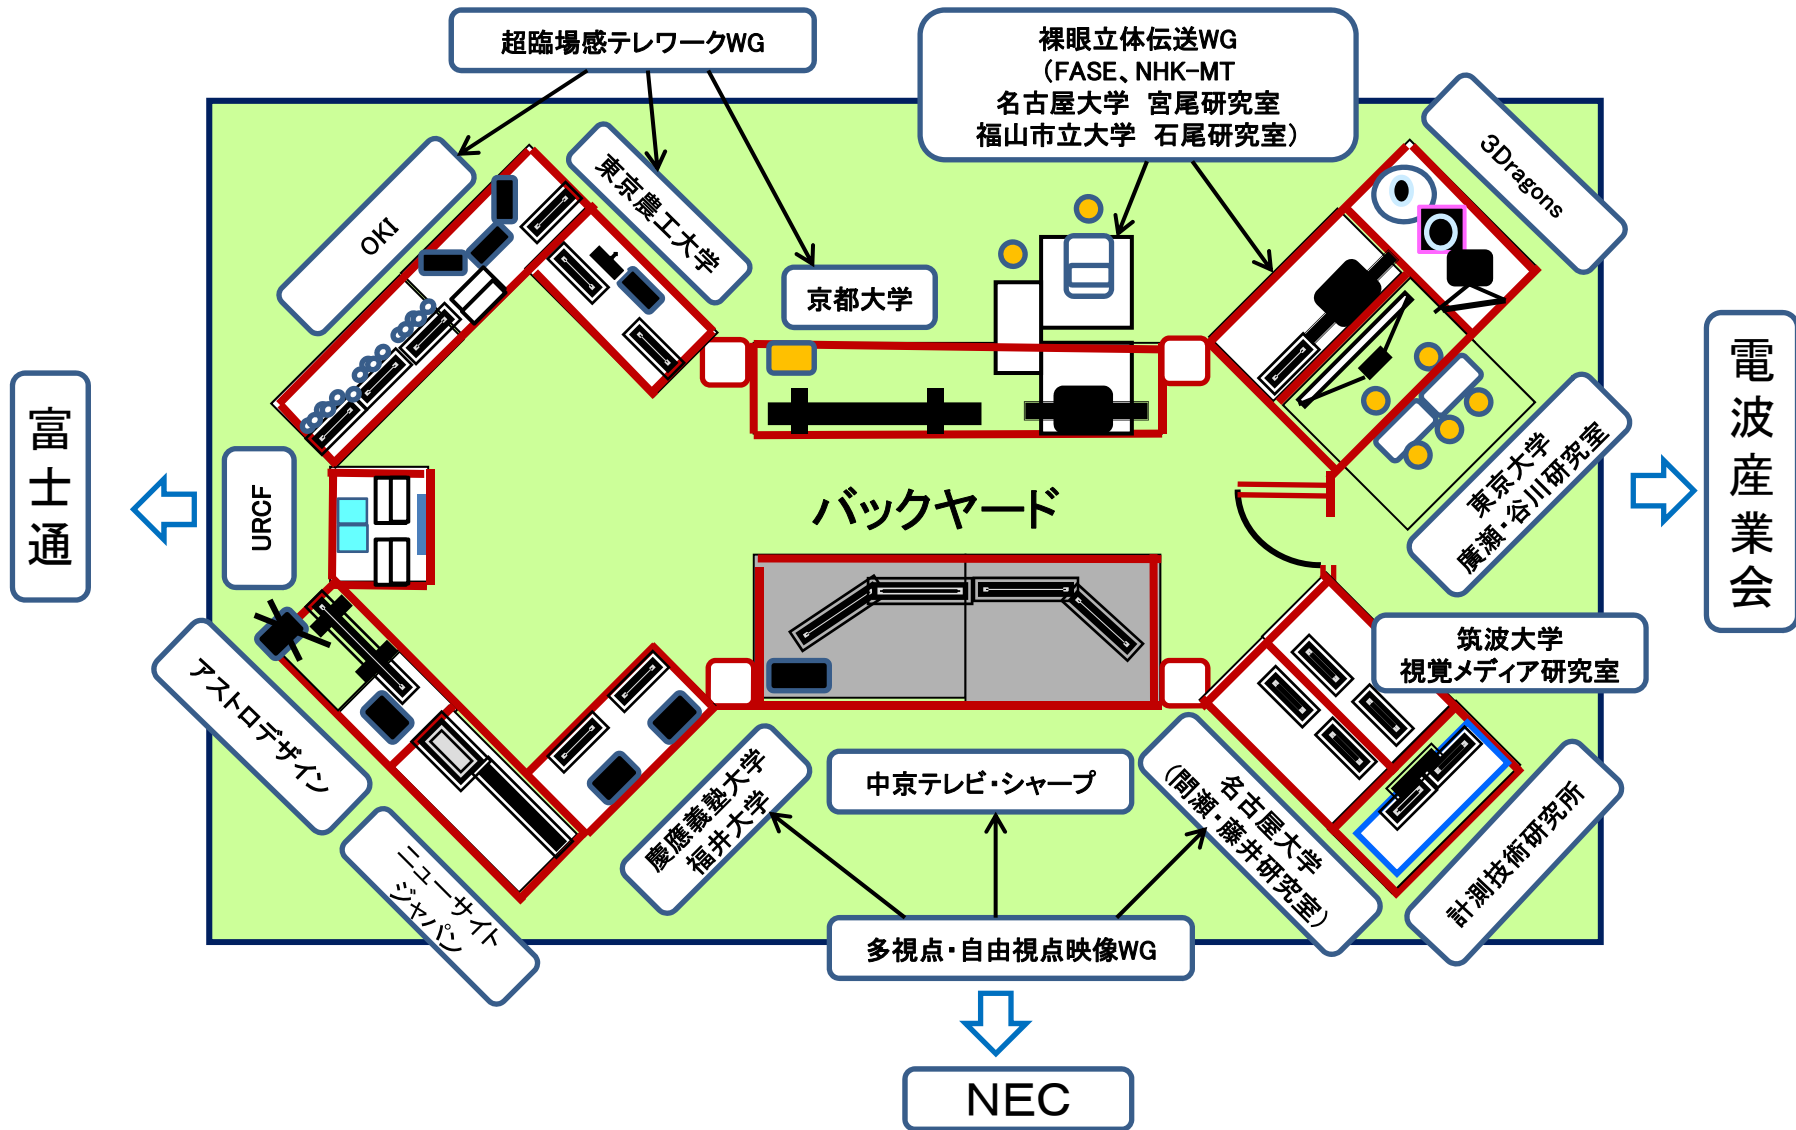 超臨場感テレワークWG
裸眼立体伝送WG
（FASE、NHK-MT
名古屋大学　宮尾研究室
福山市立大学　石尾研究室）
3Dragons
OKI
東京農工大学
京都大学
富士通
電波産業会
URCF
バックヤード
東京大学
廣瀬・谷川研究室
筑波大学
視覚メディア研究室
アストロデザイン
ニューサイト
ジャパン
慶應義塾大学
福井大学
中京テレビ・シャープ
名古屋大学
（間瀬・藤井研究室）
計測技術研究所
多視点・自由視点映像WG
NEC